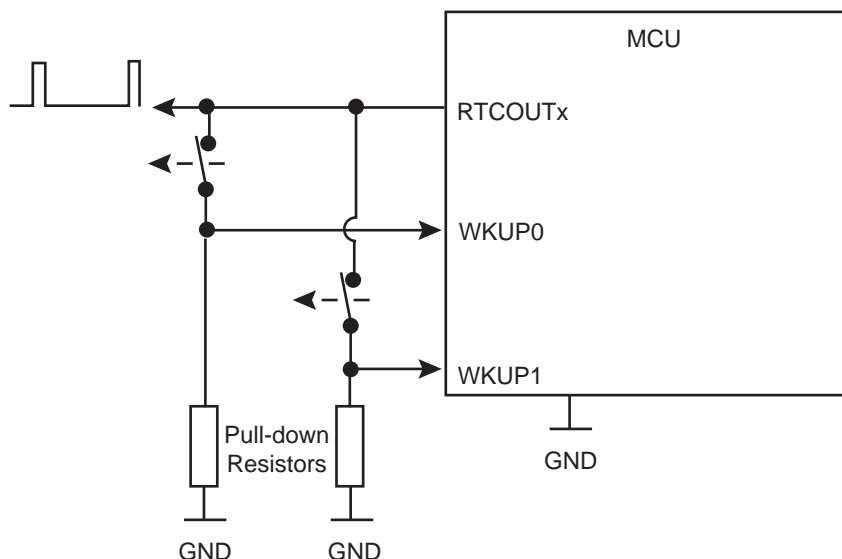 MCU
RTCOUTx
WKUP0
WKUP1
Pull-down
Resistors
GND
GND
GND